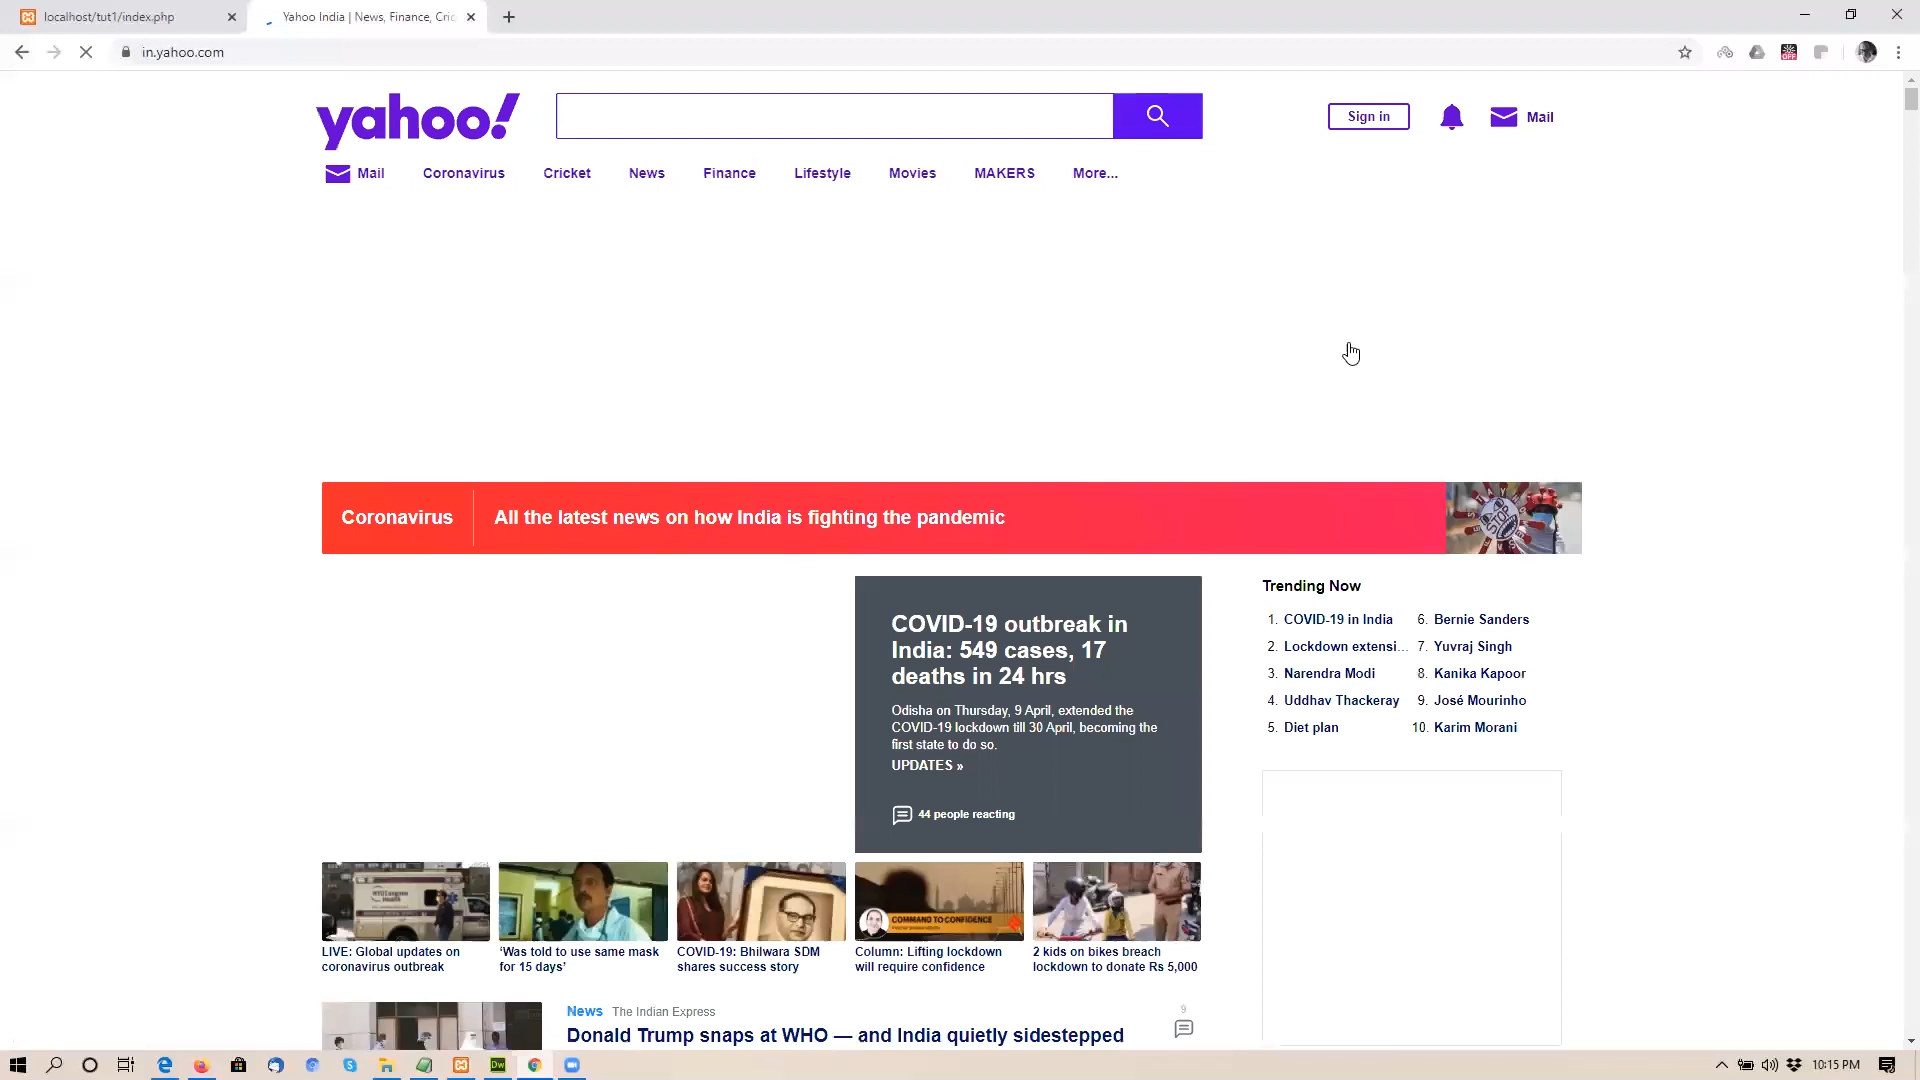 localhost/tut1/index.php
Yahoo India | News, Finance, Cric
in.yahoo.com
yahoo!
Sign in
Mail
Mail
Coronavirus
Cricket
News
Finance
Lifestyle
Movies
MAKERS
More...
Coronavirus
All the latest news on how India is fighting the pandemic
STOP
COVID-19 outbreak in
India: 549 cases, 17
deaths in 24 hrs
Odisha on Thursday, 9 April, extended the
COVID-19 lockdown till 30 April, becoming the
first state to do so.
UPDATES »
44 people reacting
Trending Now
1. COVID-19 in India
2. Lockdown extensi...
3. Narendra Modi
4. Uddhav Thackeray
5. Diet plan
6. Bernie Sanders
7. Yuvraj Singh
8. Kanika Kapoor
9. José Mourinho
10. Karim Morani
COMMAND TO CONFIDENCE
LIVE: Global updates on
coronavirus outbreak
‘Was told to use same mask
for 15 days’
COVID-19: Bhilwara SDM
shares success story
Column: Lifting lockdown
will require confidence
2 kids on bikes breach
lockdown to donate Rs 5,000
News The Indian Express
9
Donald Trump snaps at WHO — and India quietly sidestepped
Dw
10:15 PM